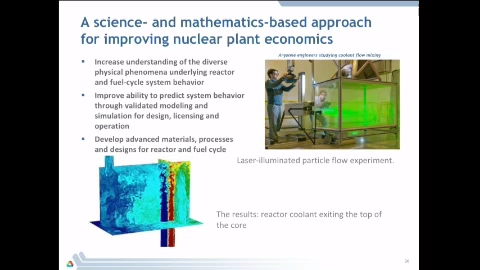 A science- and mathematics-based approach
for improving nuclear plant economics
Argonne engineers studying coolant flow mixing
Increase understanding of the diverse
physical phenomena underlying reactor
and fuel-cycle system behavior
Improve ability to predict system behavior
through validated modeling and
simulation for design, licensing and
operation
Develop advanced materials, processes
and designs for reactor and fuel cycle
Laser-illuminated particle flow experiment.
The results: reactor coolant exiting the top of
the core